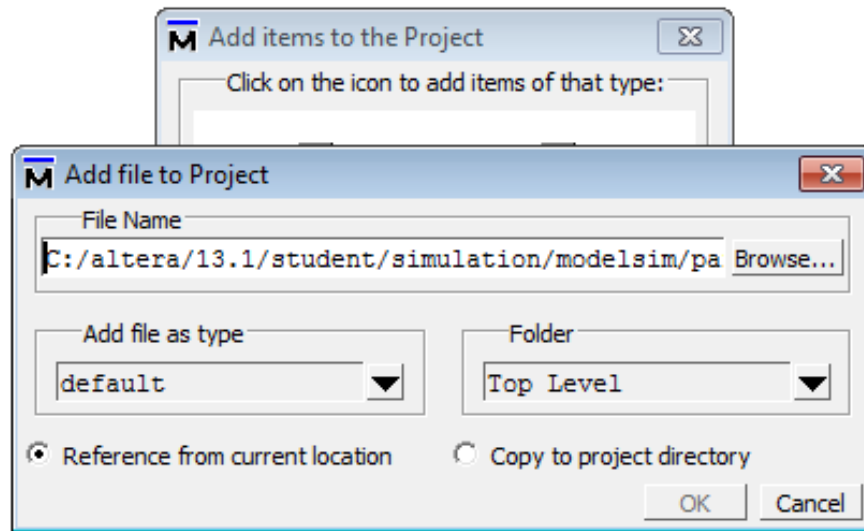 M Add items to the Project
Click on the icon to add items of that type:
M Add file to Project
File Name
C:/altera/13.1/student/simulation/modelsim/pa Browse...
Add file as type Folder
default Top Level
Reference from current location Copy to project directory
OK Cancel